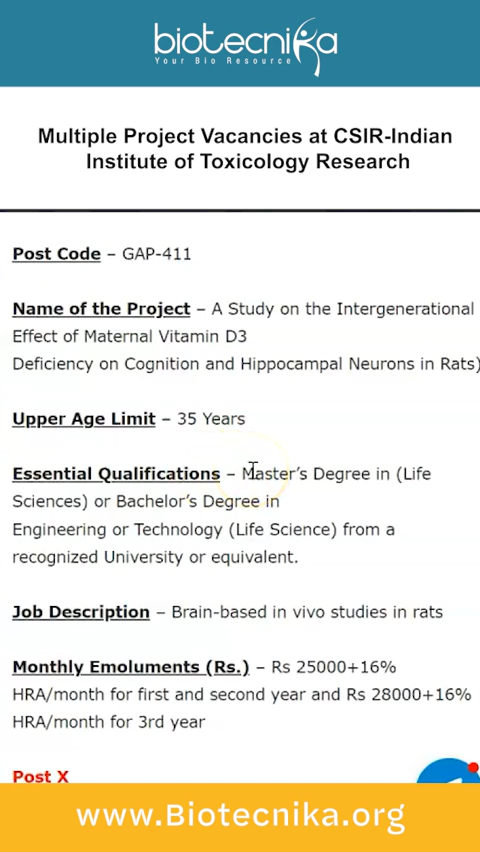 biotecnika
Your Bio Resource
Multiple Project Vacancies at CSIR-Indian
Institute of Toxicology Research
Post Code – GAP-411
Name of the Project – A Study on the Intergenerational
Effect of Maternal Vitamin D3
Deficiency on Cognition and Hippocampal Neurons in Rats)
Upper Age Limit – 35 Years
Essential Qualifications – Master's Degree in (Life
Sciences) or Bachelor's Degree in
Engineering or Technology (Life Science) from a
recognized University or equivalent.
Job Description – Brain-based in vivo studies in rats
Monthly Emoluments (Rs.) – Rs 25000+16%
HRA/month for first and second year and Rs 28000+16%
HRA/month for 3rd year
Post X
www.Biotecnika.org